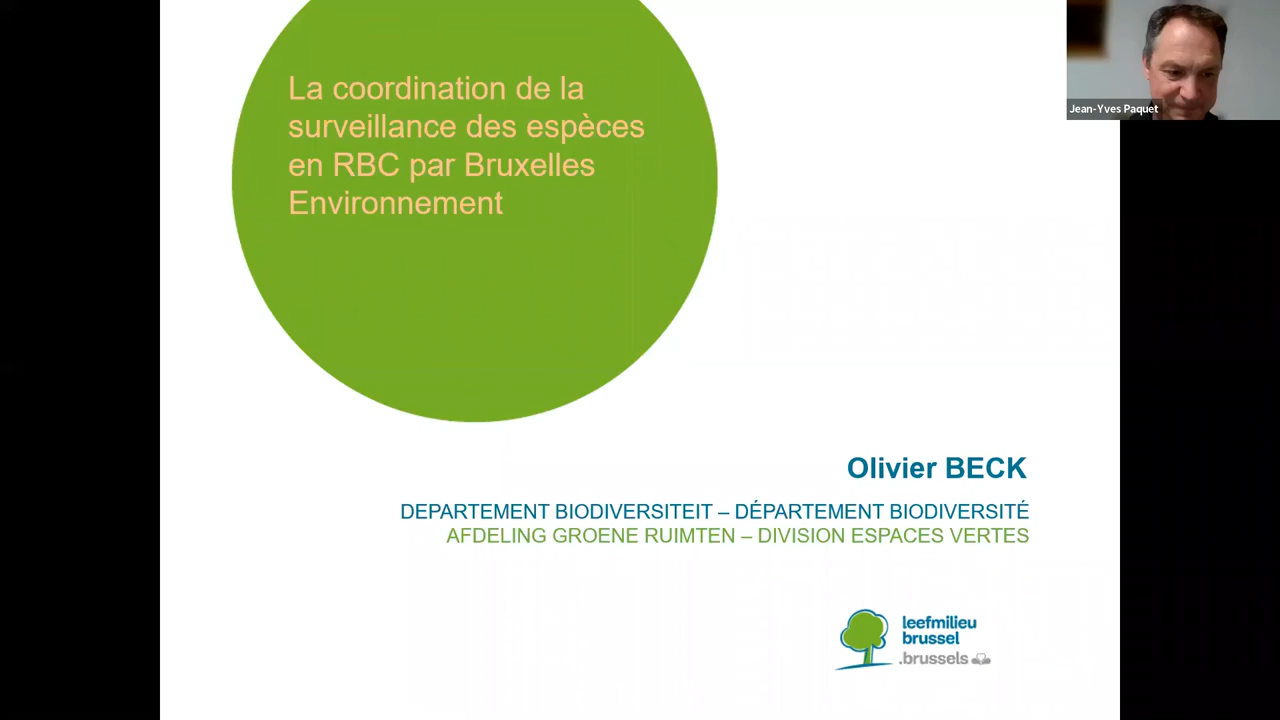 La coordination de la
surveillance des espèces
en RBC par Bruxelles
Environnement
Jean-Yves Paquet
Olivier BECK
DEPARTEMENT BIODIVERSITEIT – DÉPARTEMENT BIODIVERSITÉ
AFDELING GROENE RUIMTEN – DIVISION ESPACES VERTES
leefmilieu
brussel
.brussels